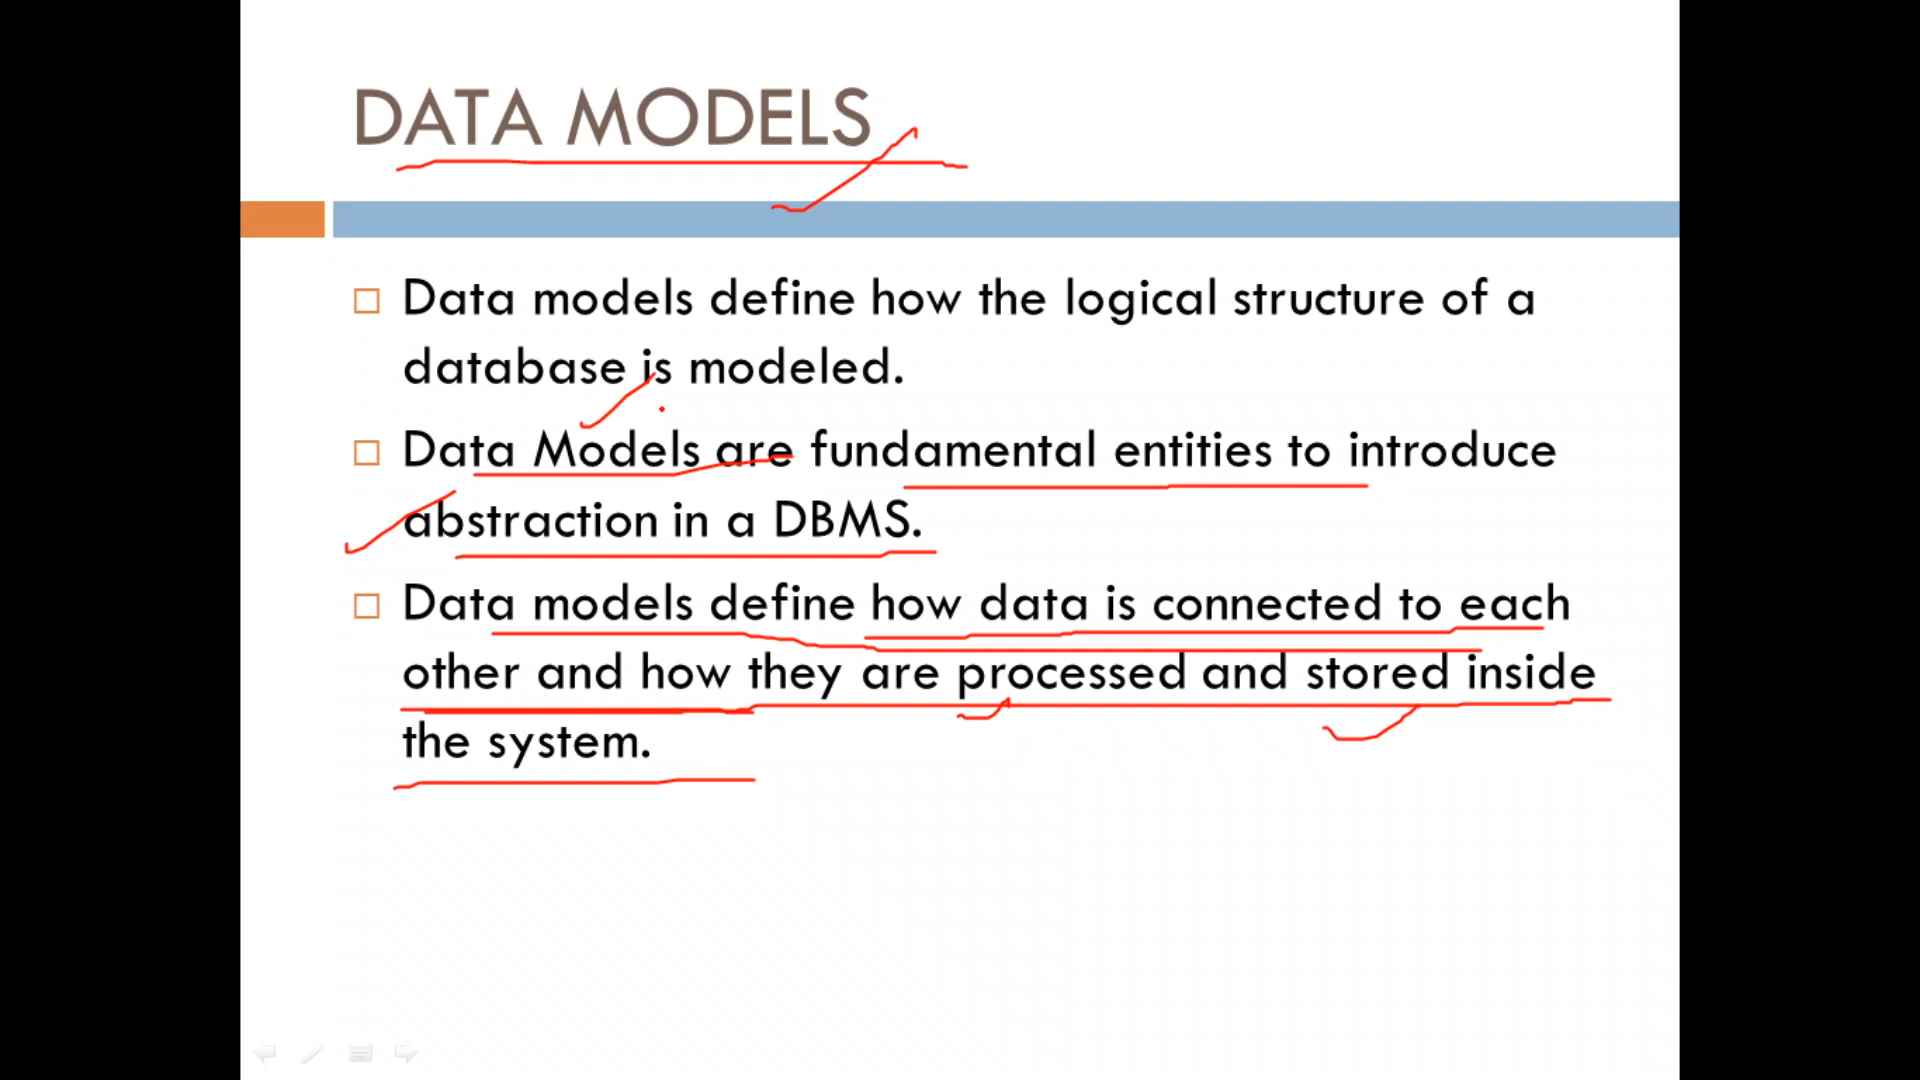 DATA MODELS
Data models define how the logical structure of a
database is modeled.
Data Models are fundamental entities to introduce
abstraction in a DBMS.
Data models define how data is connected to each
other and how they are processed and stored inside
the system.